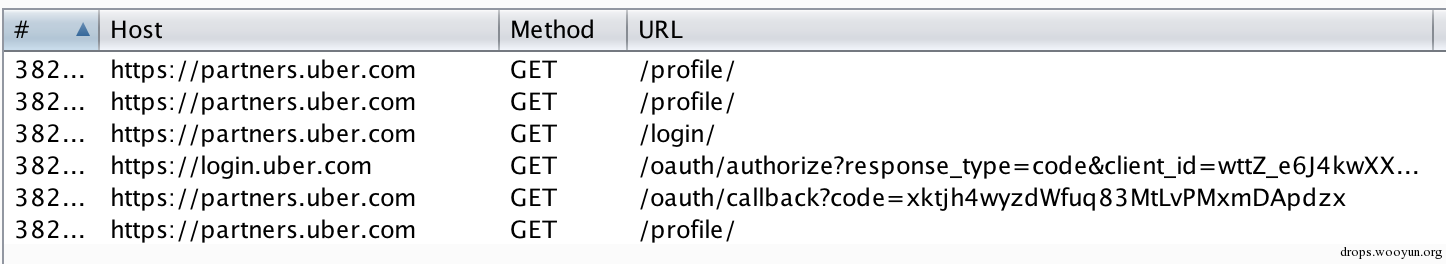 # Host Method URL
382... https://partners.uber.com GET /profile/
382... https://partners.uber.com GET /profile/
382... https://partners.uber.com GET /login/
382... https://login.uber.com GET /oauth/authorize?response_type=code&client_id=wttZ_e6J4kwXX...
382... https://partners.uber.com GET /oauth/callback?code=xktjh4wyzdWfuq83MtLvPMxmDApdzx
382... https://partners.uber.com GET /profile/
drops.wooyun.org